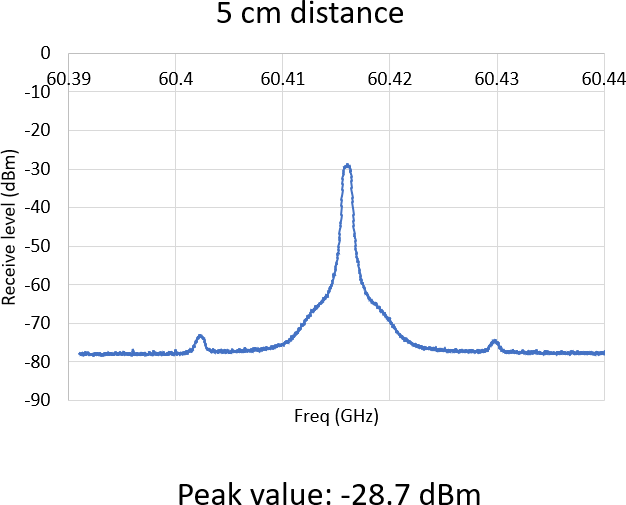 5 cm distance
0
60.39 60.4 60.41 60.42 60.43 60.44
-10
-20
-30
-40
-50
-60
-70
-80
-90
Receive level (dBm)
Freq (GHz)
Peak value: -28.7 dBm